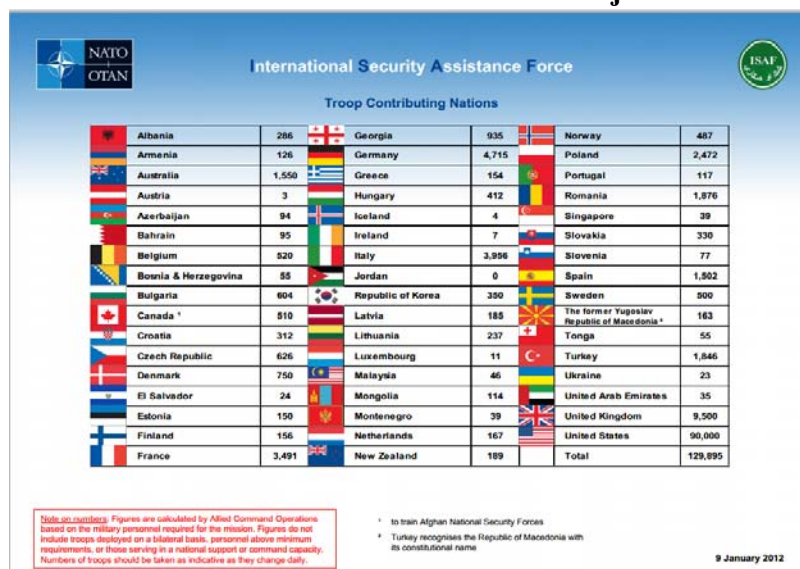 NATO
OTAN
International Security Assistance Force
ISAF
Troop Contributing Nations
Albania 286 Georgia 935 Norway 487
Armenia 126 Germany 4,715 Poland 2,472
Australia 1,550 Greece 154 Portugal 117
Austria 3 Hungary 412 Romania 1,876
Azerbaijan 94 Iceland 4 Singapore 39
Bahrain 95 Ireland 7 Slovakia 330
Belgium 520 Italy 3,956 Slovenia 77
Bosnia & Herzegovina 55 Jordan 0 Spain 1,502
Bulgaria 604 Republic of Korea 350 Sweden 500
Canada ¹ 510 Latvia 185 The former Yugoslav Republic of Macedonia 163
Croatia 312 Lithuania 237 Tonga 55
Czech Republic 626 Luxembourg 11 Turkey 1,846
Denmark 750 Malaysia 46 Ukraine 23
El Salvador 24 Mongolia 114 United Arab Emirates 35
Estonia 150 Montenegro 39 United Kingdom 9,500
Finland 156 Netherlands 167 United States 90,000
France 3,491 New Zealand 189 Total 129,895
Note on numbers: Figures are calculated by Allied Command Operations
based on the military personnel required for the mission. Figures do not
include troops deployed on a bilateral basis, personnel above minimum
requirements, or those serving in a national support or command capacity.
Numbers of troops should be taken as indicative as they change daily.
¹ to train Afghan National Security Forces
Turkey recognises the Republic of Macedonia with
its constitutional name
9 January 2012